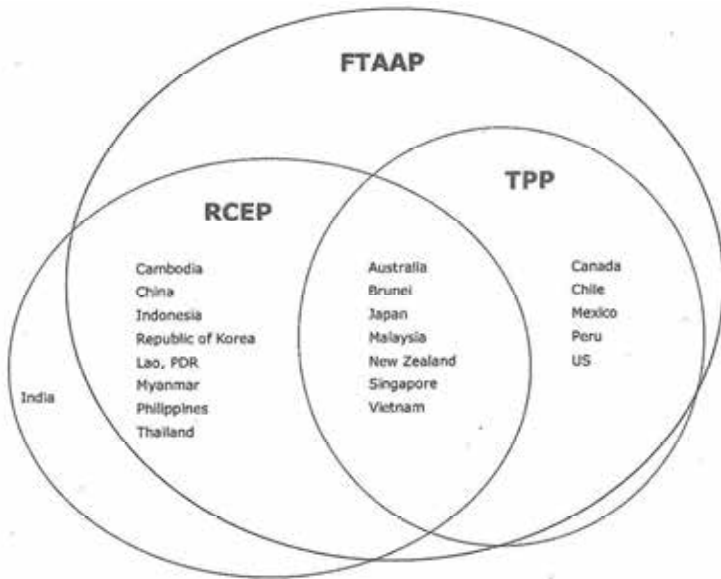 FTAAP
TPP
RCEP
Cambodia
China
Indonesia
Republic of Korea
Lao, PDR
Myanmar
Philippines
Thailand
Australia
Brunei
Japan
Malaysia
New Zealand
Singapore
Vietnam
Canada
Chile
Mexico
Peru
US
India